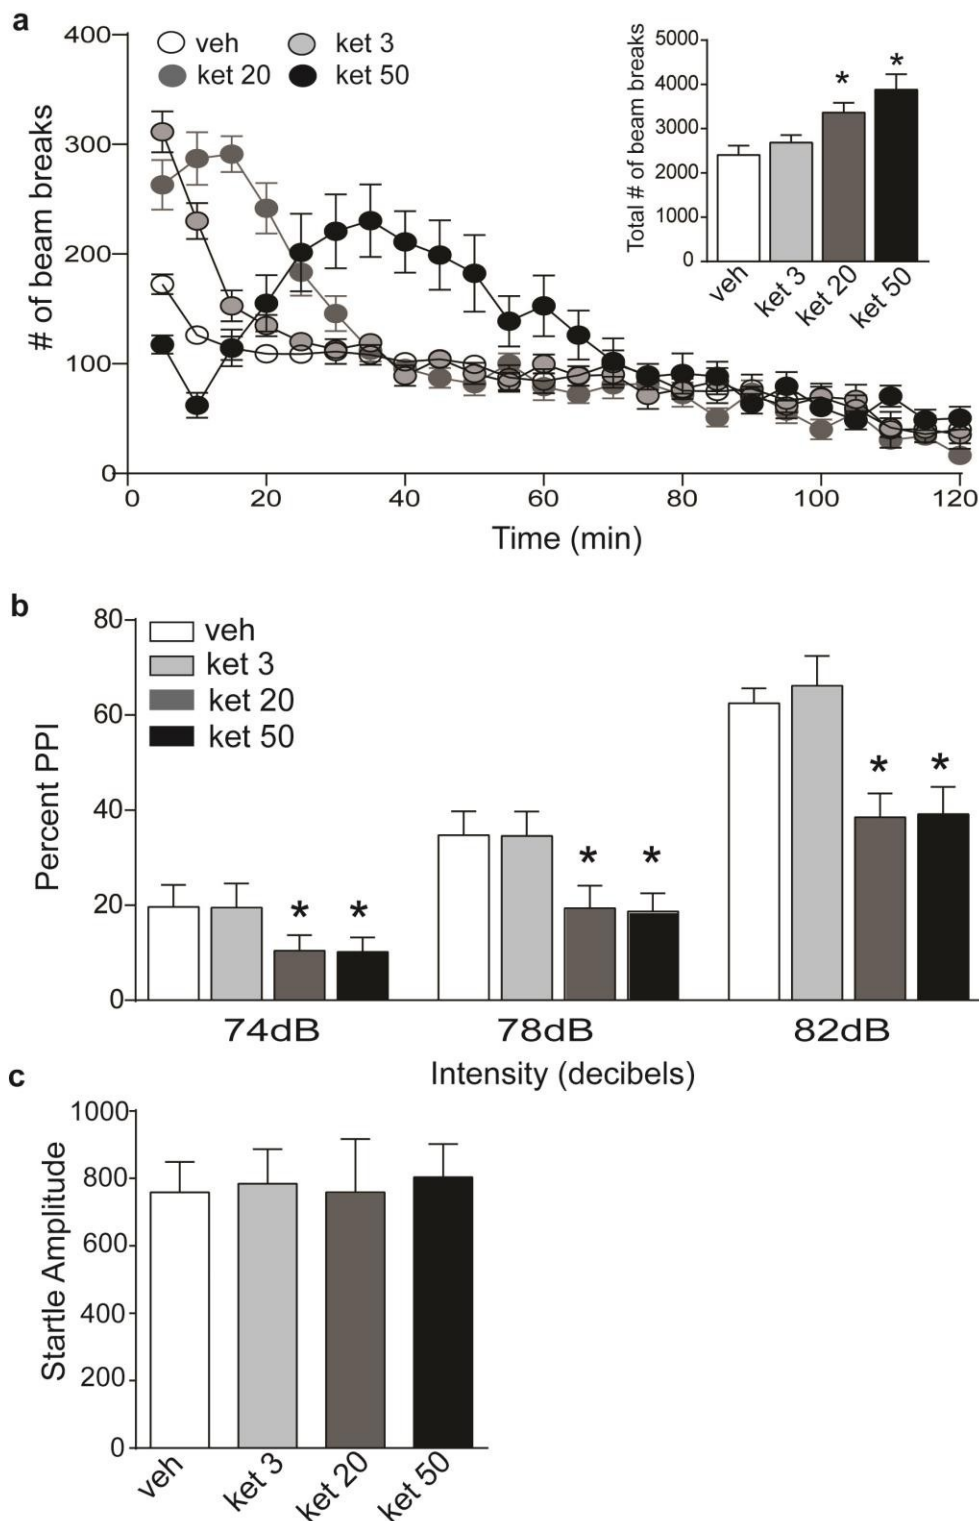 a
400
300
200
100
0
# of beam breaks
veh
ket 3
ket 20
ket 50
0 20 40 60 80 100 120
Time (min)
5000
4000
3000
2000
1000
0
Total # of beam breaks
* *
veh ket 3 ket 20 ket 50
b
80
60
40
20
0
Percent PPI
veh
ket 3
ket 20
ket 50
* * * * * *
74dB 78dB 82dB
Intensity (decibels)
c
1000
800
600
400
200
0
Startle Amplitude
veh ket 3 ket 20 ket 50